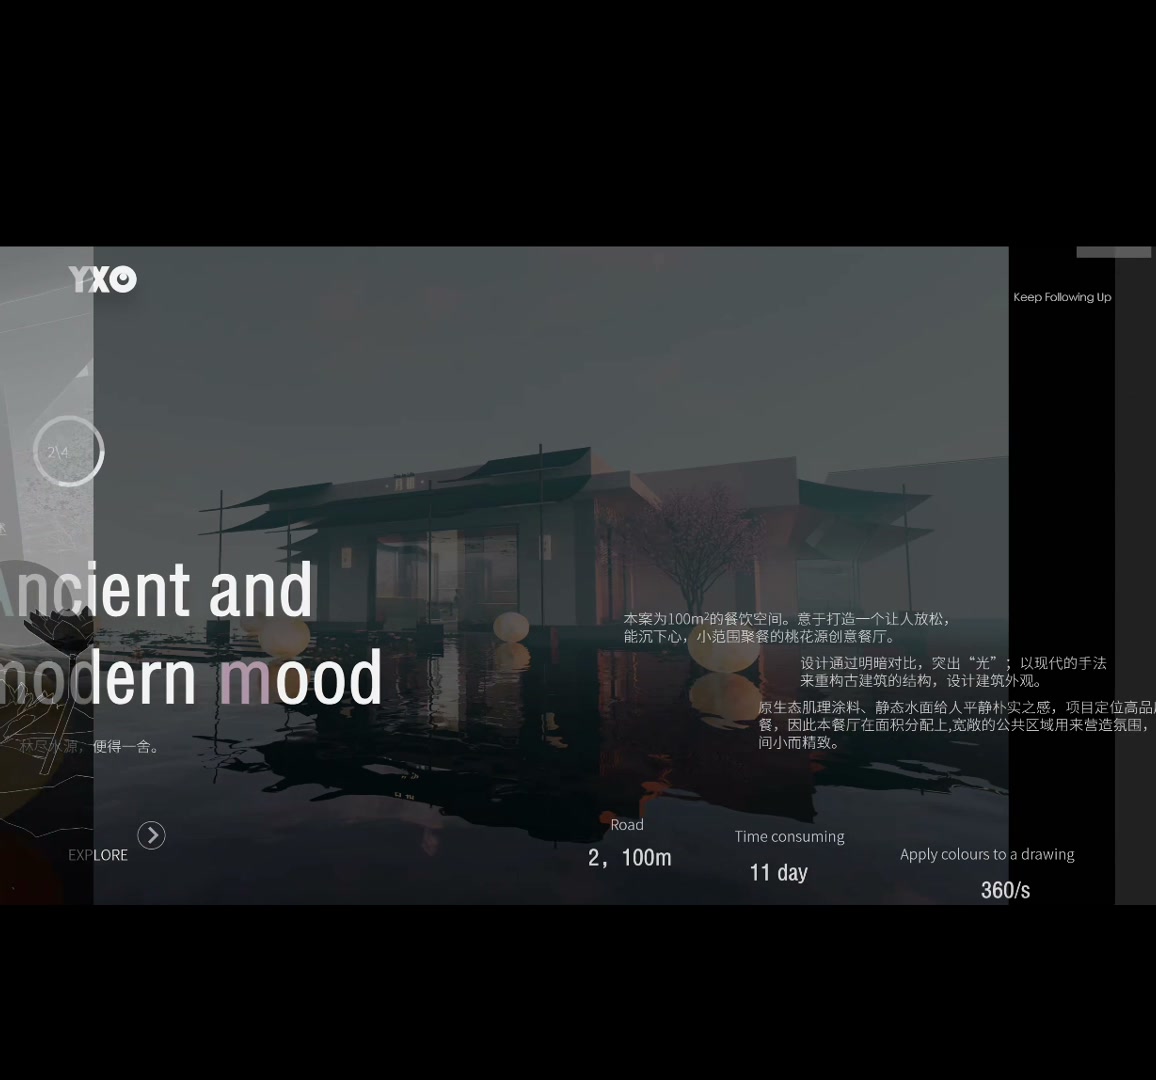 YXO
Keep Following Up
2\4
Ancient and
modern mood
林尽水源，便得一舍。
EXPLORE
本案为100m²的餐饮空间。意于打造一个让人放松，
能沉下心，小范围聚餐的桃花源创意餐厅。
设计通过明暗对比，突出“光”；以现代的手法
来重构古建筑的结构，设计建筑外观。
原生态肌理涂料、静态水面给人平静朴实之感，项目定位高品
餐，因此本餐厅在面积分配上,宽敞的公共区域用来营造氛围，
间小而精致。
Road
2，100m
Time consuming
11 day
Apply colours to a drawing
360/s